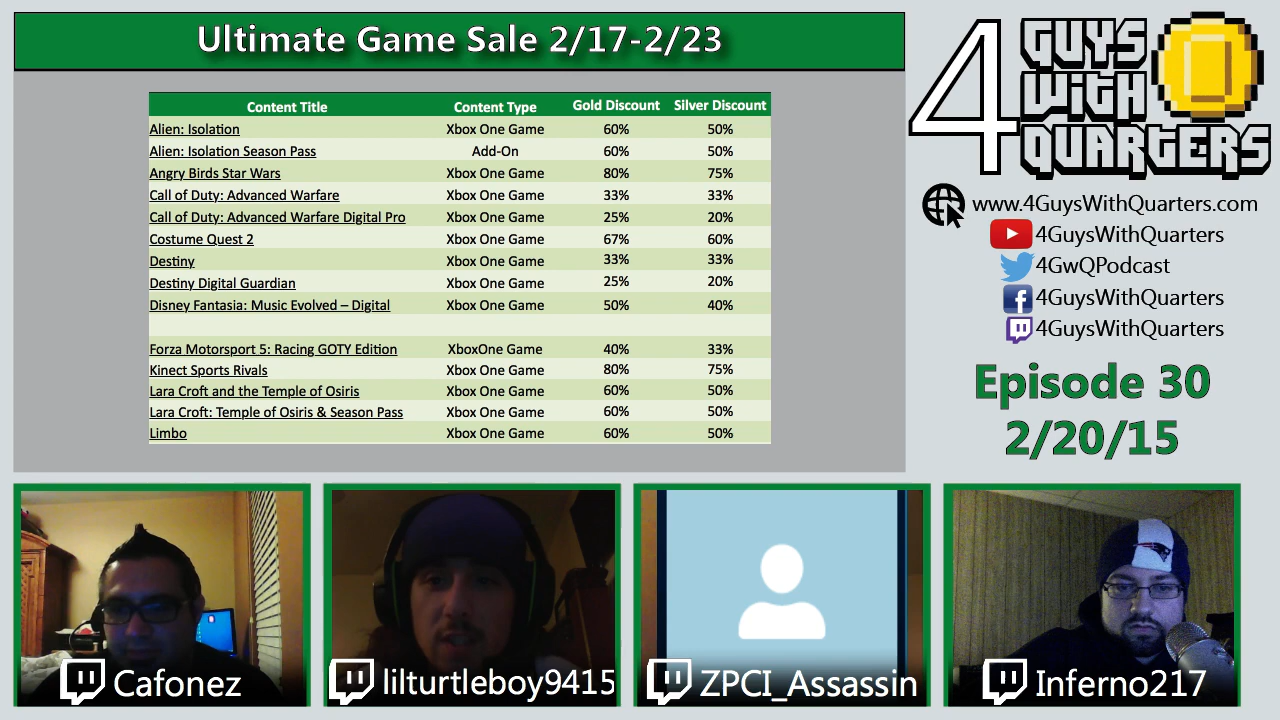 Ultimate Game Sale 2/17-2/23
Content Title Content Type Gold Discount Silver Discount
Alien: Isolation Xbox One Game 60% 50%
Alien: Isolation Season Pass Add-On 60% 50%
Angry Birds Star Wars Xbox One Game 80% 75%
Call of Duty: Advanced Warfare Xbox One Game 33% 33%
Call of Duty: Advanced Warfare Digital Pro Xbox One Game 25% 20%
Costume Quest 2 Xbox One Game 67% 60%
Destiny Xbox One Game 33% 33%
Destiny Digital Guardian Xbox One Game 25% 20%
Disney Fantasia: Music Evolved – Digital Xbox One Game 50% 40%
Forza Motorsport 5: Racing GOTY Edition XboxOne Game 40% 33%
Kinect Sports Rivals Xbox One Game 80% 75%
Lara Croft and the Temple of Osiris Xbox One Game 60% 50%
Lara Croft: Temple of Osiris & Season Pass Xbox One Game 60% 50%
Limbo Xbox One Game 60% 50%
4 GUYS
WiTH
QUARTERS
www.4GuysWithQuarters.com
4GuysWithQuarters
4GwQPodcast
4GuysWithQuarters
4GuysWithQuarters
Episode 30
2/20/15
Cafonez
lilturtleboy9415
ZPCI_Assassin
Inferno217